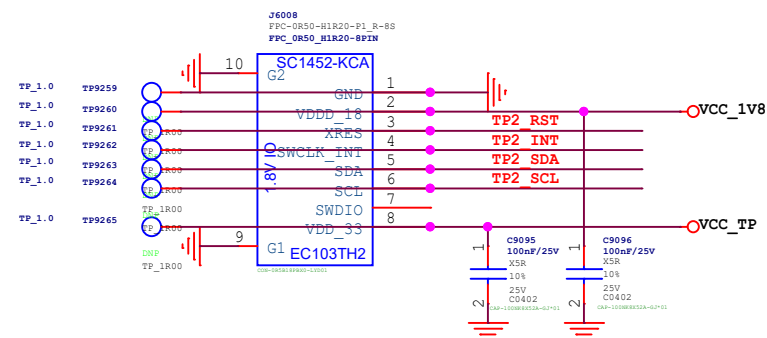 J6008
FPC-0R50-H1R20-P1_R-8S
FPC_0R50_H1R20-8PIN
SC1452-KCA
10
G2
1
GND
2
VDDD_18
3
XRES
4
SWCLK_INT
5
SDA
6
SCL
7
SWDIO
8
VDD_33
9
G1
EC103TH2
1.8V IO
TP_1.0 TP9259
TP_1.0 TP9260
TP_1.0 TP9261
TP_1.0 TP9262
TP_1.0 TP9263
TP_1.0 TP9264
TP_1.0 TP9265
TP_1R00
TP_1R00
TP_1R00
TP_1R00
TP_1R00
TP_1R00
DNP
TP_1R00
TP2_RST
TP2_INT
TP2_SDA
TP2_SCL
VCC_1V8
VCC_TP
1
2
C9095
100nF/25V
X5R
10%
25V
C0402
1
2
C9096
100nF/25V
X5R
10%
25V
C0402